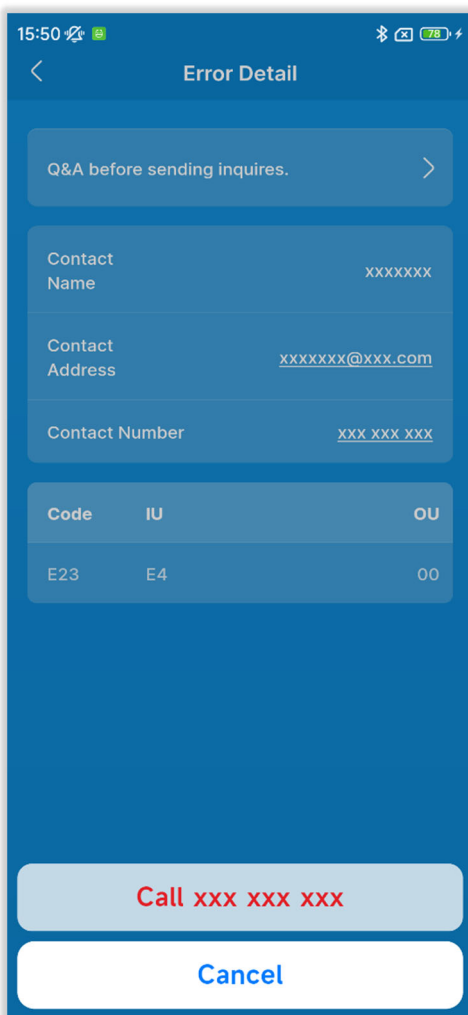 15:50
78
Error Detail
Q&A before sending inquires.
Contact
Name
xxxxxxx
Contact
Address
xxxxxxx@xxx.com
Contact Number
xxx xxx xxx
Code IU OU
E23 E4 00
Call xxx xxx xxx
Cancel